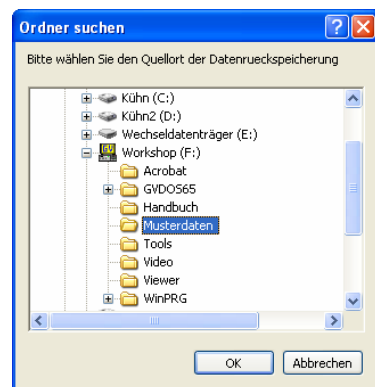 Ordner suchen
Bitte wählen Sie den Quellort der Datenrueckspeicherung
Kühn (C:)
Kühn2 (D:)
Wechseldatenträger (E:)
Workshop (F:)
Acrobat
GVDOS65
Handbuch
Musterdaten
Tools
Video
Viewer
WinPRG
OK Abbrechen